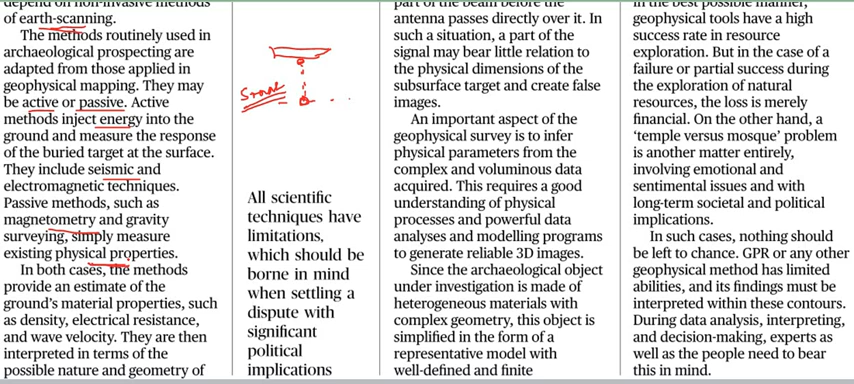 depend on non-invasive methods
of earth-scanning.
The methods routinely used in
archaeological prospecting are
adapted from those applied in
geophysical mapping. They may
be active or passive. Active
methods inject energy into the
ground and measure the response
of the buried target at the surface.
They include seismic and
electromagnetic techniques.
Passive methods, such as
magnetometry and gravity
surveying, simply measure
existing physical properties.
In both cases, the methods
provide an estimate of the
ground's material properties, such
as density, electrical resistance,
and wave velocity. They are then
interpreted in terms of the
possible nature and geometry of
All scientific
techniques have
limitations,
which should be
borne in mind
when settling a
dispute with
significant
political
implications
part of the beam before the
antenna passes directly over it. In
such a situation, a part of the
signal may bear little relation to
the physical dimensions of the
subsurface target and create false
images.
An important aspect of the
geophysical survey is to infer
physical parameters from the
complex and voluminous data
acquired. This requires a good
understanding of physical
processes and powerful data
analyses and modelling programs
to generate reliable 3D images.
Since the archaeological object
under investigation is made of
heterogeneous materials with
complex geometry, this object is
simplified in the form of a
representative model with
well-defined and finite
in the best possible manner,
geophysical tools have a high
success rate in resource
exploration. But in the case of a
failure or partial success during
the exploration of natural
resources, the loss is merely
financial. On the other hand, a
'temple versus mosque' problem
is another matter entirely,
involving emotional and
sentimental issues and with
long-term societal and political
implications.
In such cases, nothing should
be left to chance. GPR or any other
geophysical method has limited
abilities, and its findings must be
interpreted within these contours.
During data analysis, interpreting,
and decision-making, experts as
well as the people need to bear
this in mind.